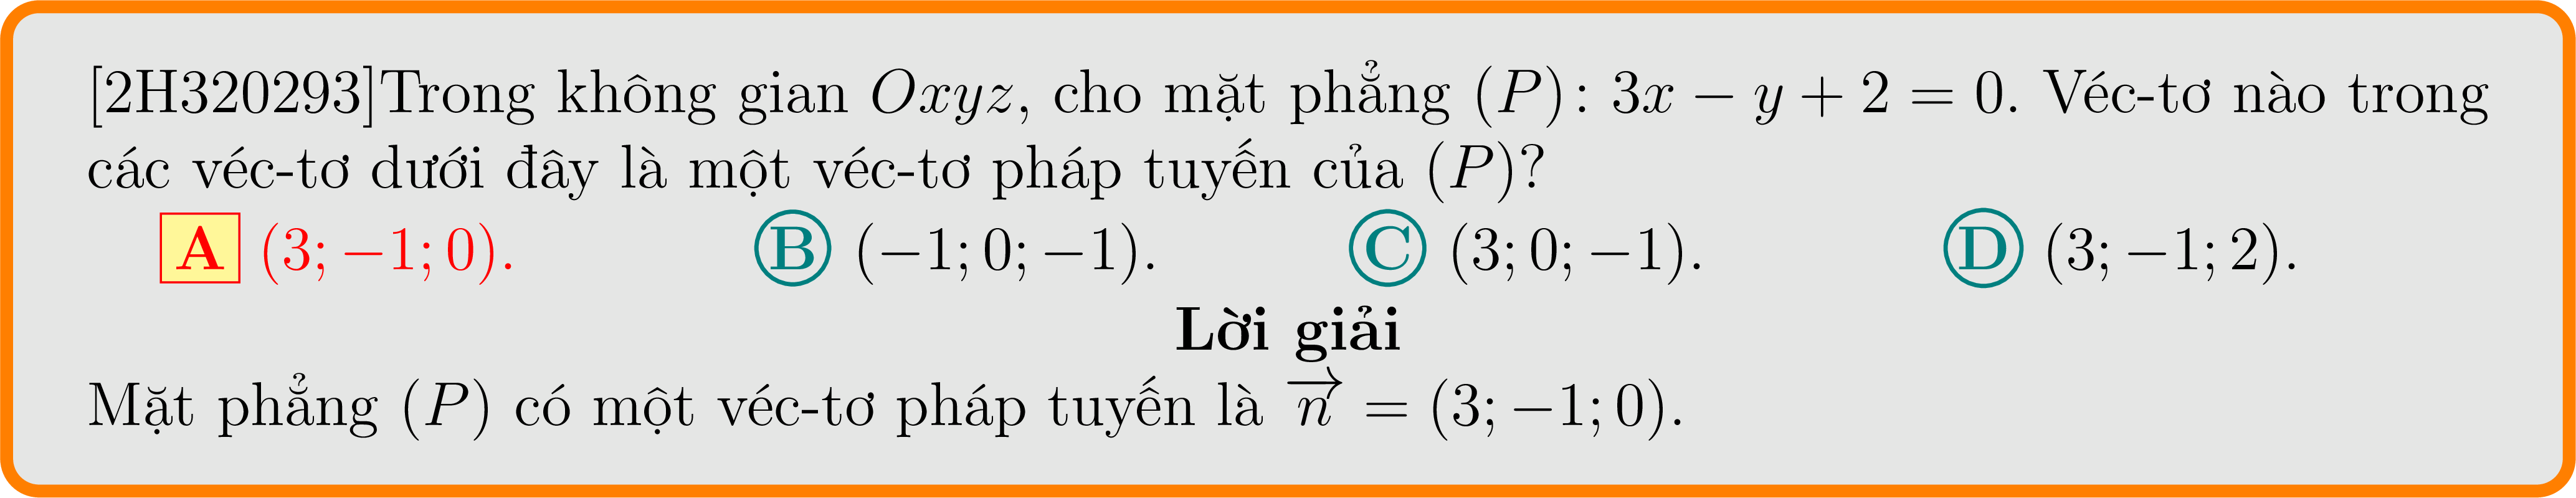 [2H320293]Trong không gian Oxyz, cho mặt phẳng (P): 3x − y + 2 = 0. Véc-tơ nào trong
các véc-tơ dưới đây là một véc-tơ pháp tuyến của (P)?
A (3; −1; 0). B (−1; 0; −1). C (3; 0; −1). D (3; −1; 2).
Lời giải
Mặt phẳng (P) có một véc-tơ pháp tuyến là \overrightarrow{n} = (3; −1; 0).